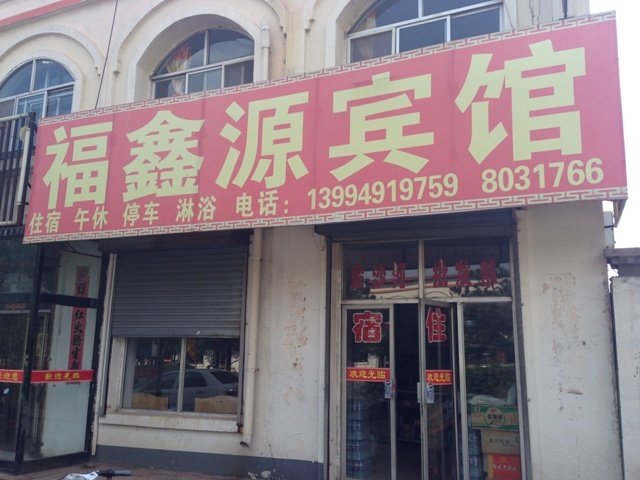 福鑫源宾馆
住宿 午休 停车 淋浴 电话：13994919759 8031766
宿 住
欢迎光临 欢迎光临
欢迎光临